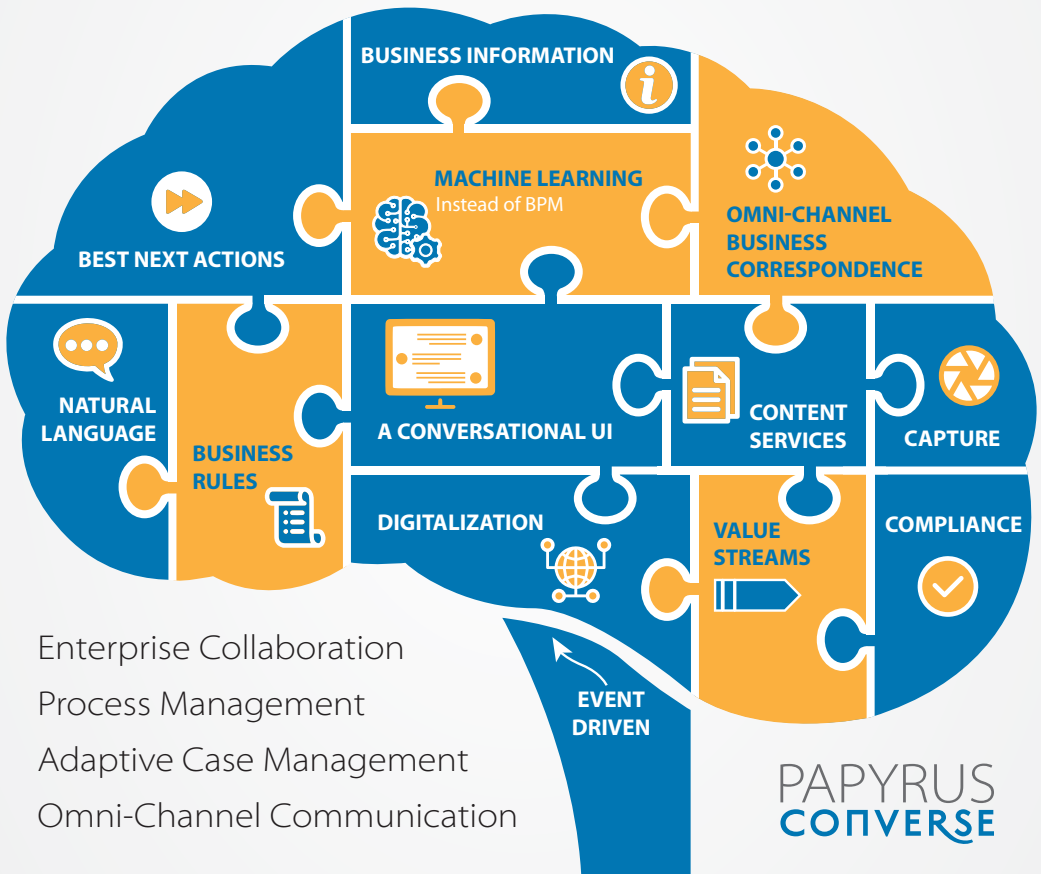 BUSINESS INFORMATION
MACHINE LEARNING
Instead of BPM
OMNI-CHANNEL
BUSINESS
CORRESPONDENCE
BEST NEXT ACTIONS
NATURAL
LANGUAGE
BUSINESS
RULES
A CONVERSATIONAL UI
CONTENT
SERVICES
CAPTURE
DIGITALIZATION
VALUE
STREAMS
COMPLIANCE
EVENT
DRIVEN
Enterprise Collaboration
Process Management
Adaptive Case Management
Omni-Channel Communication
PAPYRUS
CONVERSE